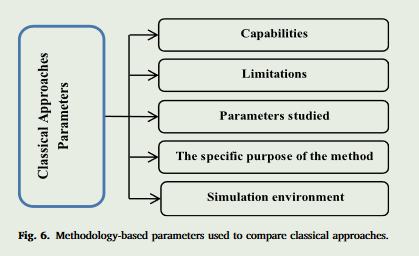 Classical Approaches
Parameters
Capabilities
Limitations
Parameters studied
The specific purpose of the method
Simulation environment
Fig. 6. Methodology-based parameters used to compare classical approaches.